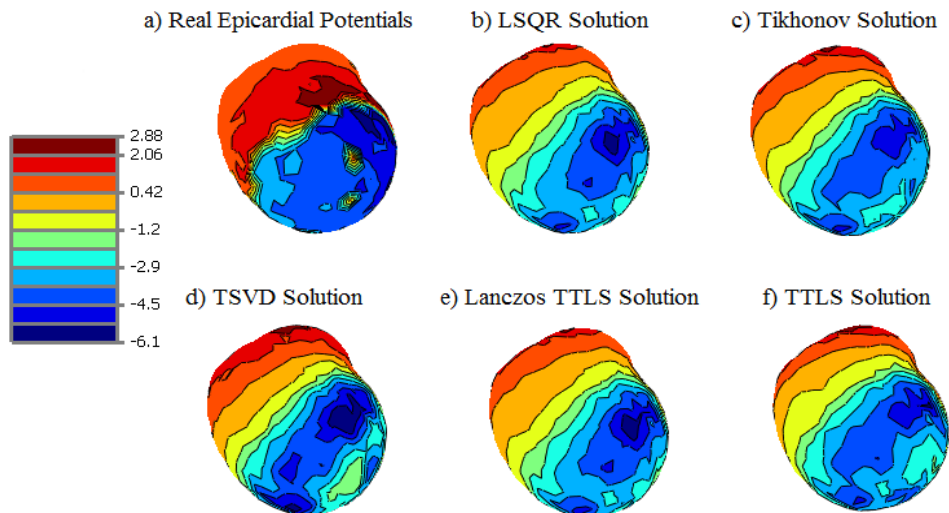 a) Real Epicardial Potentials
b) LSQR Solution
c) Tikhonov Solution
2.88
2.06
0.42
-1.2
-2.9
-4.5
-6.1
d) TSVD Solution
e) Lanczos TTLS Solution
f) TTLS Solution